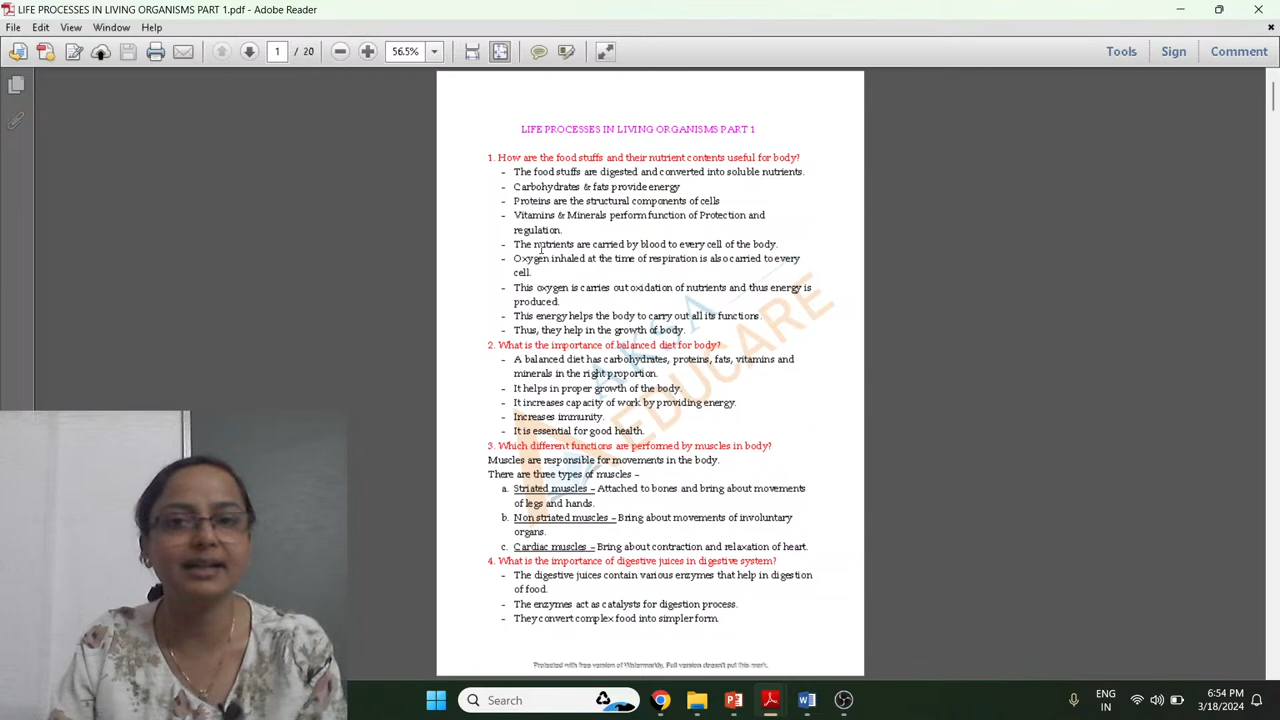 LIFE PROCESSES IN LIVING ORGANISMS PART 1.pdf - Adobe Reader
File Edit View Window Help
1 / 20 56.5% Tools Sign Comment
LIFE PROCESSES IN LIVING ORGANISMS PART 1
1. How are the food stuffs and their nutrient contents useful for body?
- The food stuffs are digested and converted into soluble nutrients.
- Carbohydrates & fats provide energy
- Proteins are the structural components of cells
- Vitamins & Minerals perform function of Protection and
regulation.
- The nutrients are carried by blood to every cell of the body.
- Oxygen inhaled at the time of respiration is also carried to every
cell.
- This oxygen is carries out oxidation of nutrients and thus energy is
produced.
- This energy helps the body to carry out all its functions.
- Thus, they help in the growth of body.
2. What is the importance of balanced diet for body?
- A balanced diet has carbohydrates, proteins, fats, vitamins and
minerals in the right proportion.
- It helps in proper growth of the body.
- It increases capacity of work by providing energy.
- Increases immunity.
- It is essential for good health.
3. Which different functions are performed by muscles in body?
Muscles are responsible for movements in the body.
There are three types of muscles –
a. Striated muscles – Attached to bones and bring about movements
of legs and hands.
b. Non striated muscles – Bring about movements of involuntary
organs.
c. Cardiac muscles – Bring about contraction and relaxation of heart.
4. What is the importance of digestive juices in digestive system?
- The digestive juices contain various enzymes that help in digestion
of food.
- The enzymes act as catalysts for digestion process.
- They convert complex food into simpler form.
AKSA
EDUCARE
Protected with free version of Watermarkly. Full version doesn't put this mark.
Search
ENG
IN
6:54 PM
3/18/2024